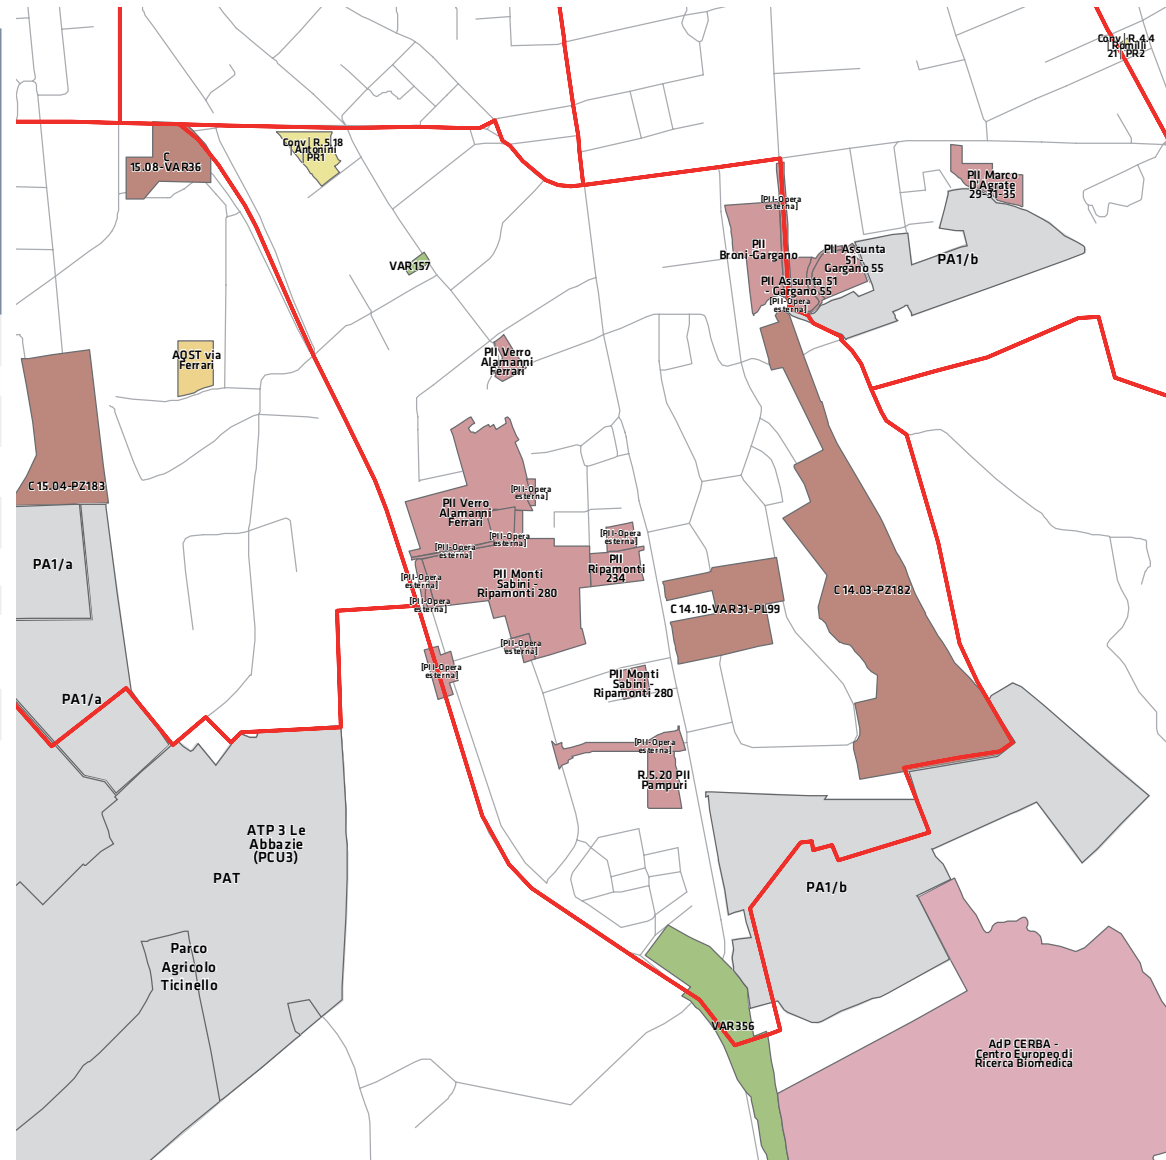 Conv | R.4.4
Romilli
21 | PR2
C
15.08-VAR36
Conv | R.5.18
Antonini
PR1
PII Marco
D'Agrate
29-31-35
[PII-Opera
esterna]
PII
Broni-Gargano
PII Assunta
51 -
Gargano 55
PA1/b
VAR157
PII Assunta 51
- Gargano 55
[PII-Opera
esterna]
AQST via
Ferrari
PII Verro
Alamanni
Ferrari
C 15.04-PZ183
[PII-Opera
esterna]
PII Verro
Alamanni
Ferrari
[PII-Opera
esterna]
[PII-Opera
esterna]
[PII-Opera
esterna]
PA1/a
PII
Ripamonti
234
[PII-Opera
esterna]
PII Monti
Sabini -
Ripamonti 280
C 14.03-PZ182
[PII-Opera
esterna]
C 14.10-VAR31-PL99
[PII-Opera
esterna]
[PII-Opera
esterna]
PII Monti
Sabini -
Ripamonti 280
PA1/a
[PII-Opera
esterna]
R.5.20 PII
Pampuri
ATP 3 Le
Abbazie
(PCU3)
PAT
PA1/b
Parco
Agricolo
Ticinello
VAR356
AdP CERBA -
Centro Europeo di
Ricerca Biomedica